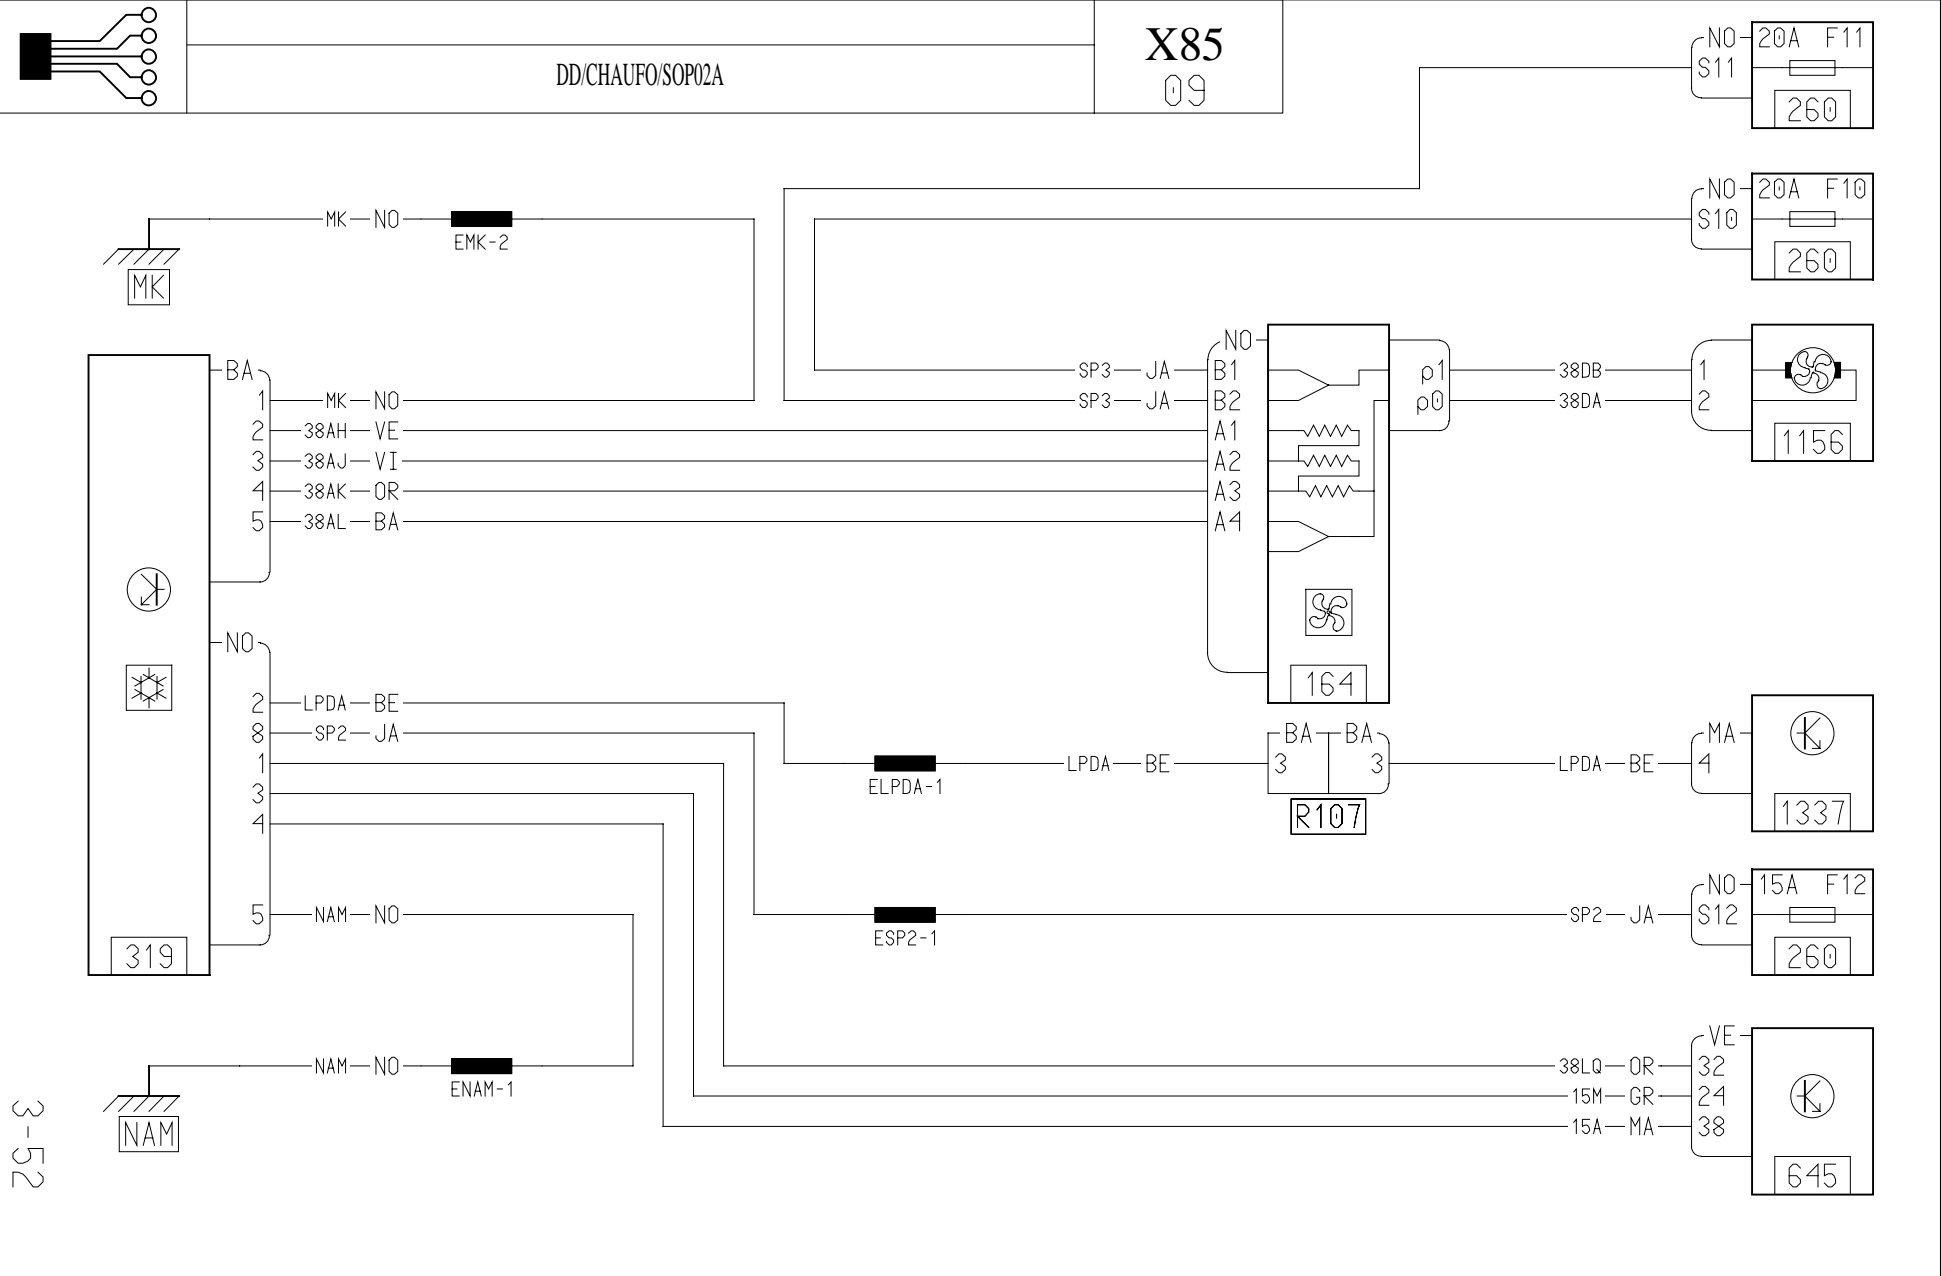 DD/CHAUFO/SOP02A
X85
09
NO 20A F11
S11
260
NO 20A F10
S10
260
MK NO
EMK-2
MK
BA
1 MK NO
2 38AH VE
3 38AJ VI
4 38AK OR
5 38AL BA
NO
SP3 JA B1
SP3 JA B2
A1
A2
A3
A4
p1 38DB 1
p0 38DA 2
1156
164
NO
2 LPDA BE
8 SP2 JA
1
3
4
5 NAM NO
319
ELPDA-1
LPDA BE
BA BA
3 3
R107
LPDA BE
MA
4
1337
ESP2-1
SP2 JA
NO 15A F12
S12
260
NAM NO
ENAM-1
NAM
VE
38LQ OR 32
15M GR 24
15A MA 38
645
3-52